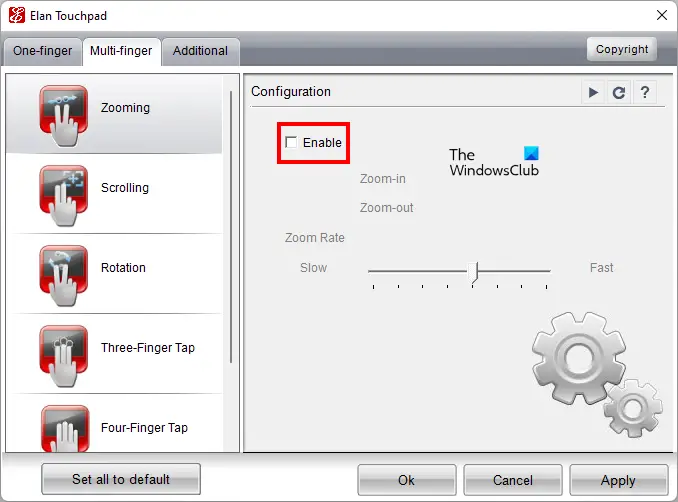 Elan Touchpad
One-finger
Multi-finger
Additional
Copyright
Zooming
Scrolling
Rotation
Three-Finger Tap
Four-Finger Tap
Configuration
?
Enable
The
WindowsClub
Zoom-in
Zoom-out
Zoom Rate
Slow
Fast
Set all to default
Ok
Cancel
Apply